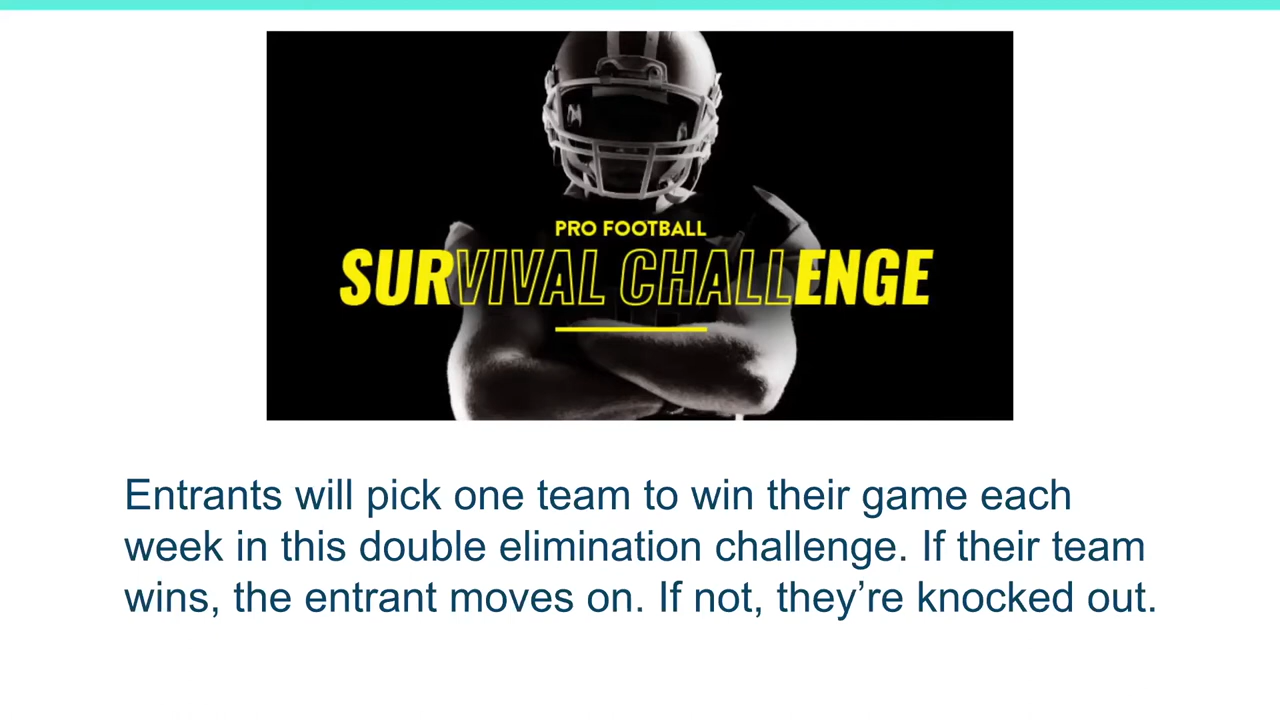 PRO FOOTBALL
SURVIVAL CHALLENGE
Entrants will pick one team to win their game each
week in this double elimination challenge. If their team
wins, the entrant moves on. If not, they’re knocked out.